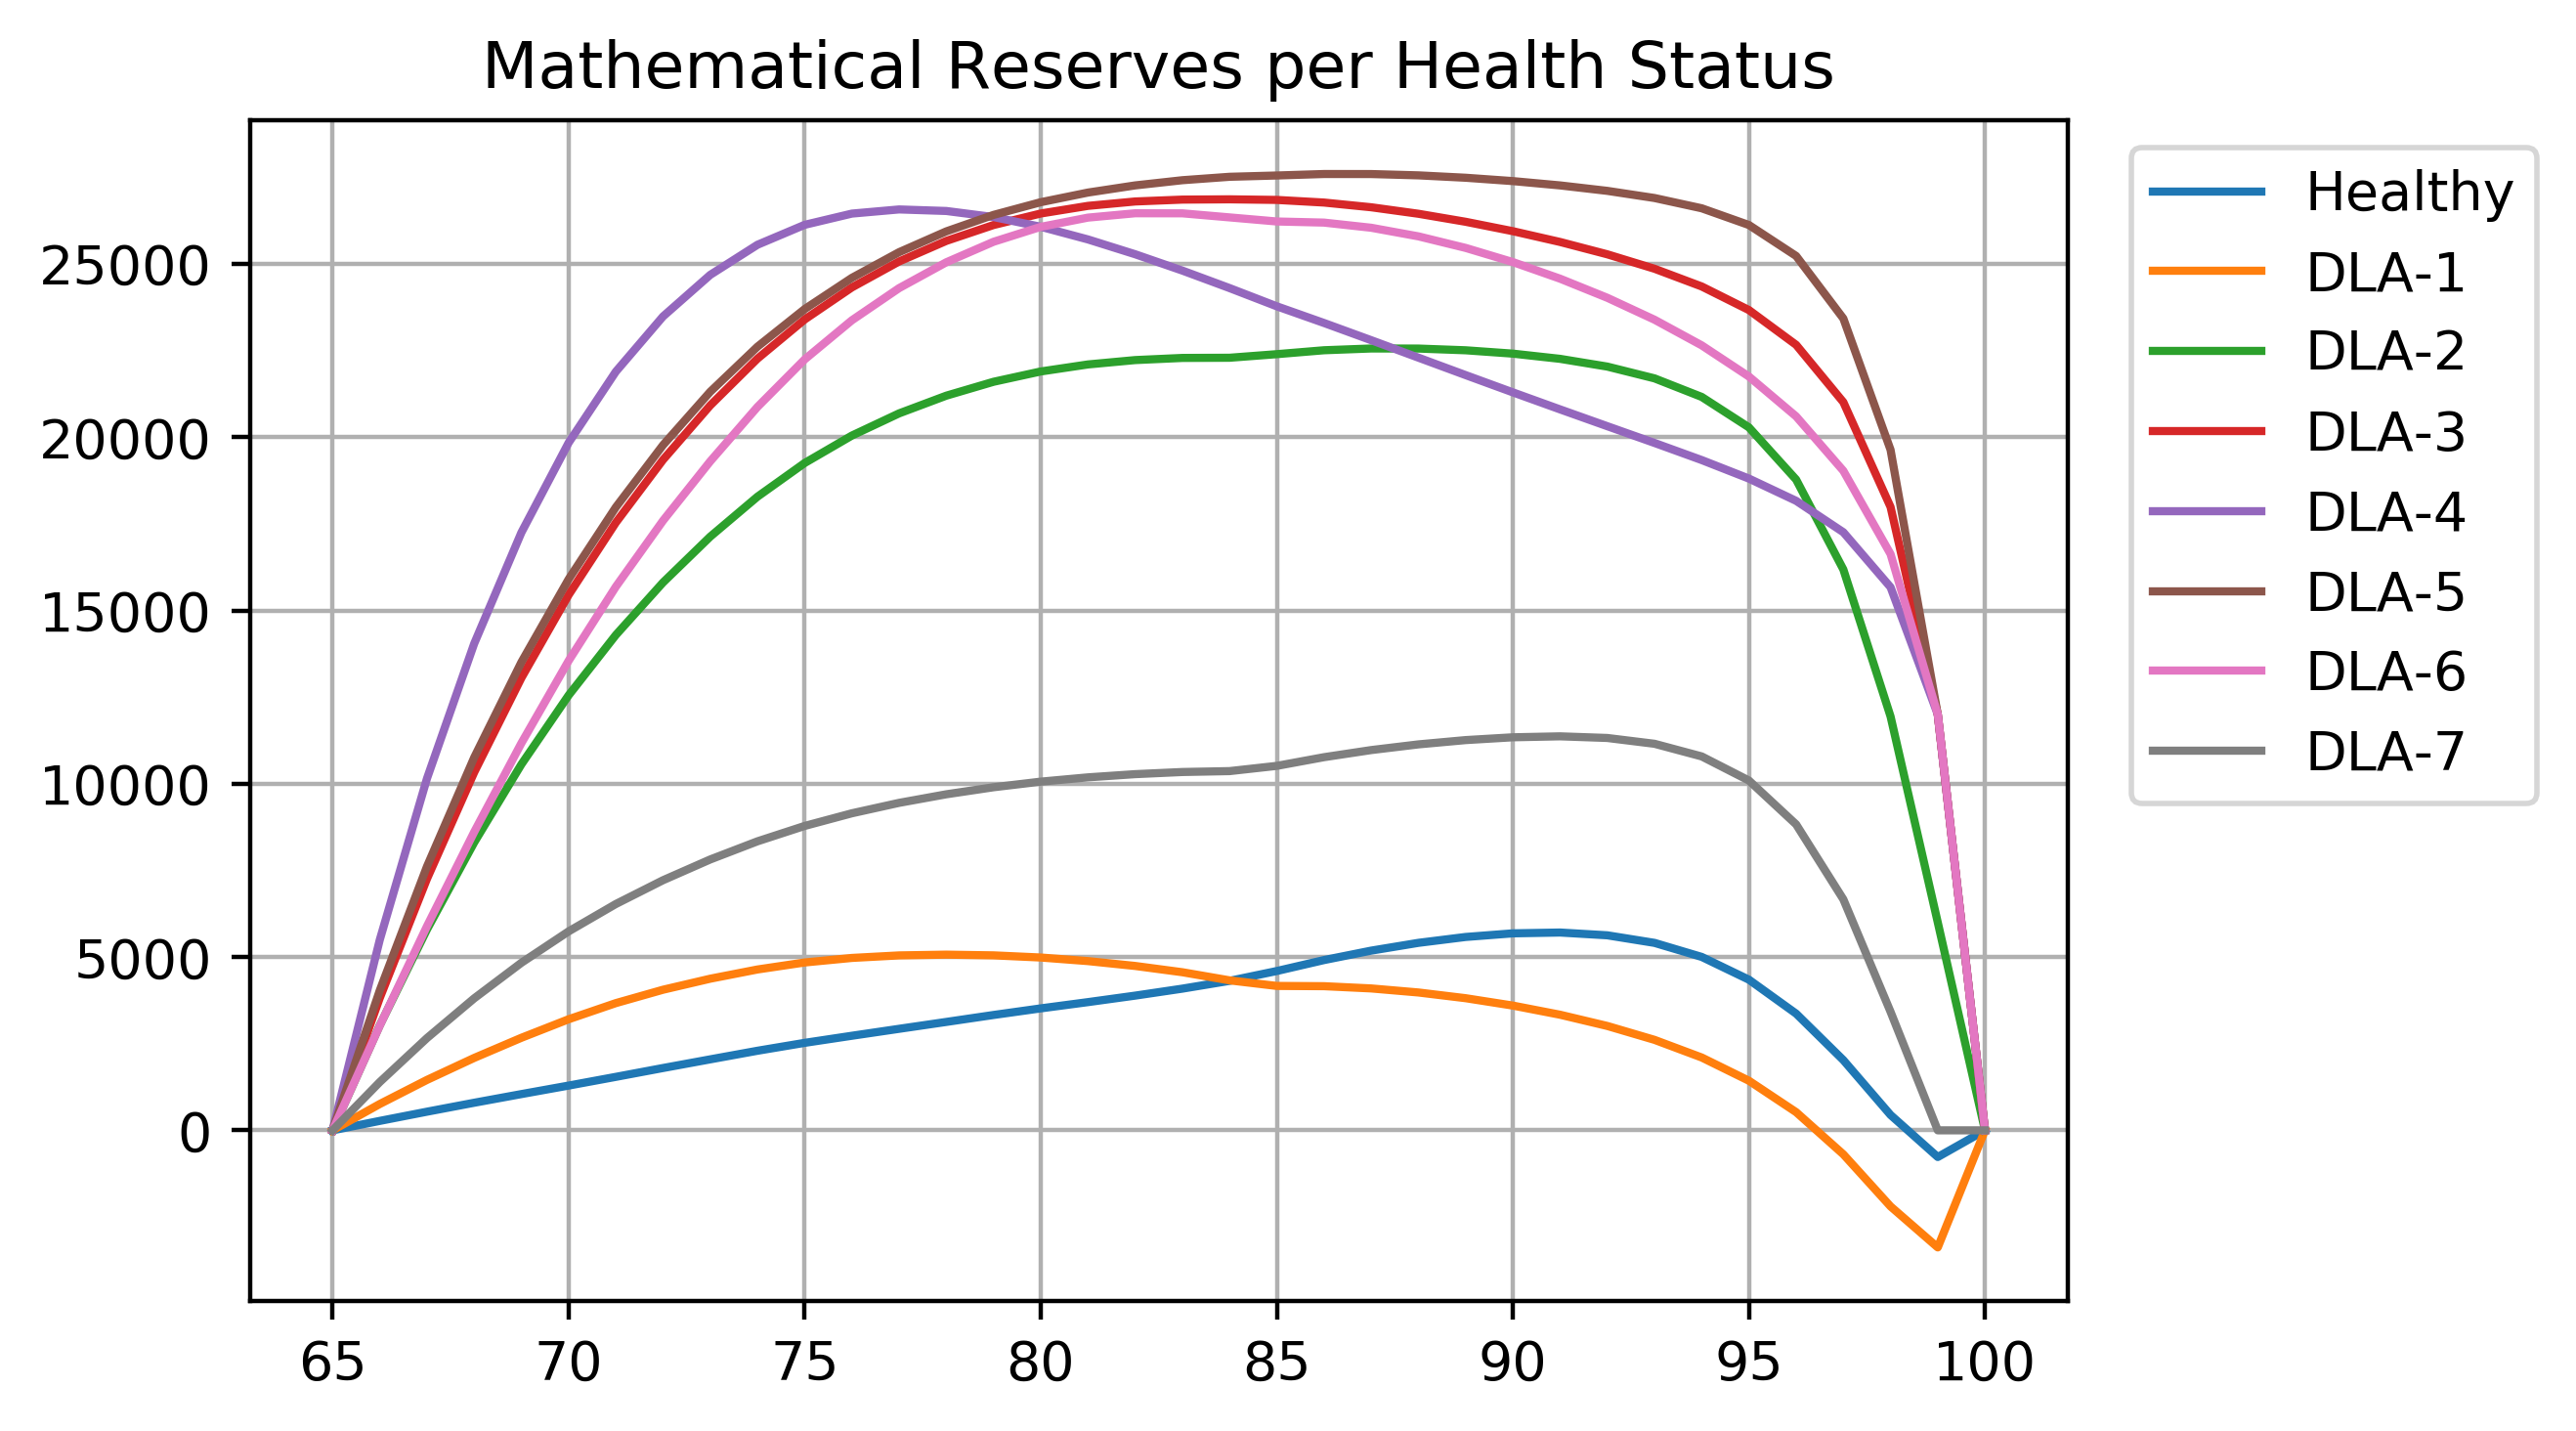 Mathematical Reserves per Health Status
25000
20000
15000
10000
5000
0
65 70 75 80 85 90 95 100
Healthy
DLA-1
DLA-2
DLA-3
DLA-4
DLA-5
DLA-6
DLA-7